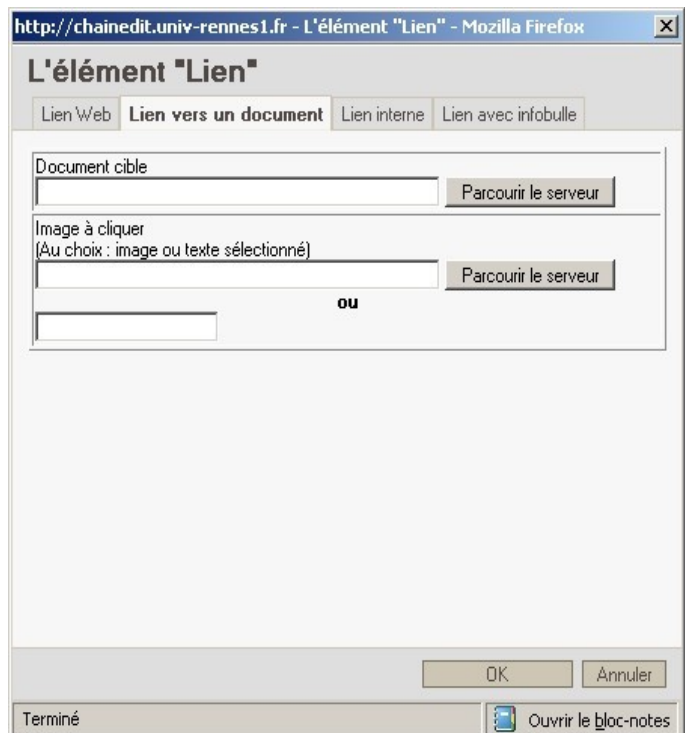 http://chainedit.univ-rennes1.fr - L'élément "Lien" - Mozilla Firefox
L'élément "Lien"
Lien Web Lien vers un document Lien interne Lien avec infobulle
Document cible
Parcourir le serveur
Image à cliquer
(Au choix : image ou texte sélectionné)
Parcourir le serveur
ou
OK Annuler
Terminé Ouvrir le bloc-notes